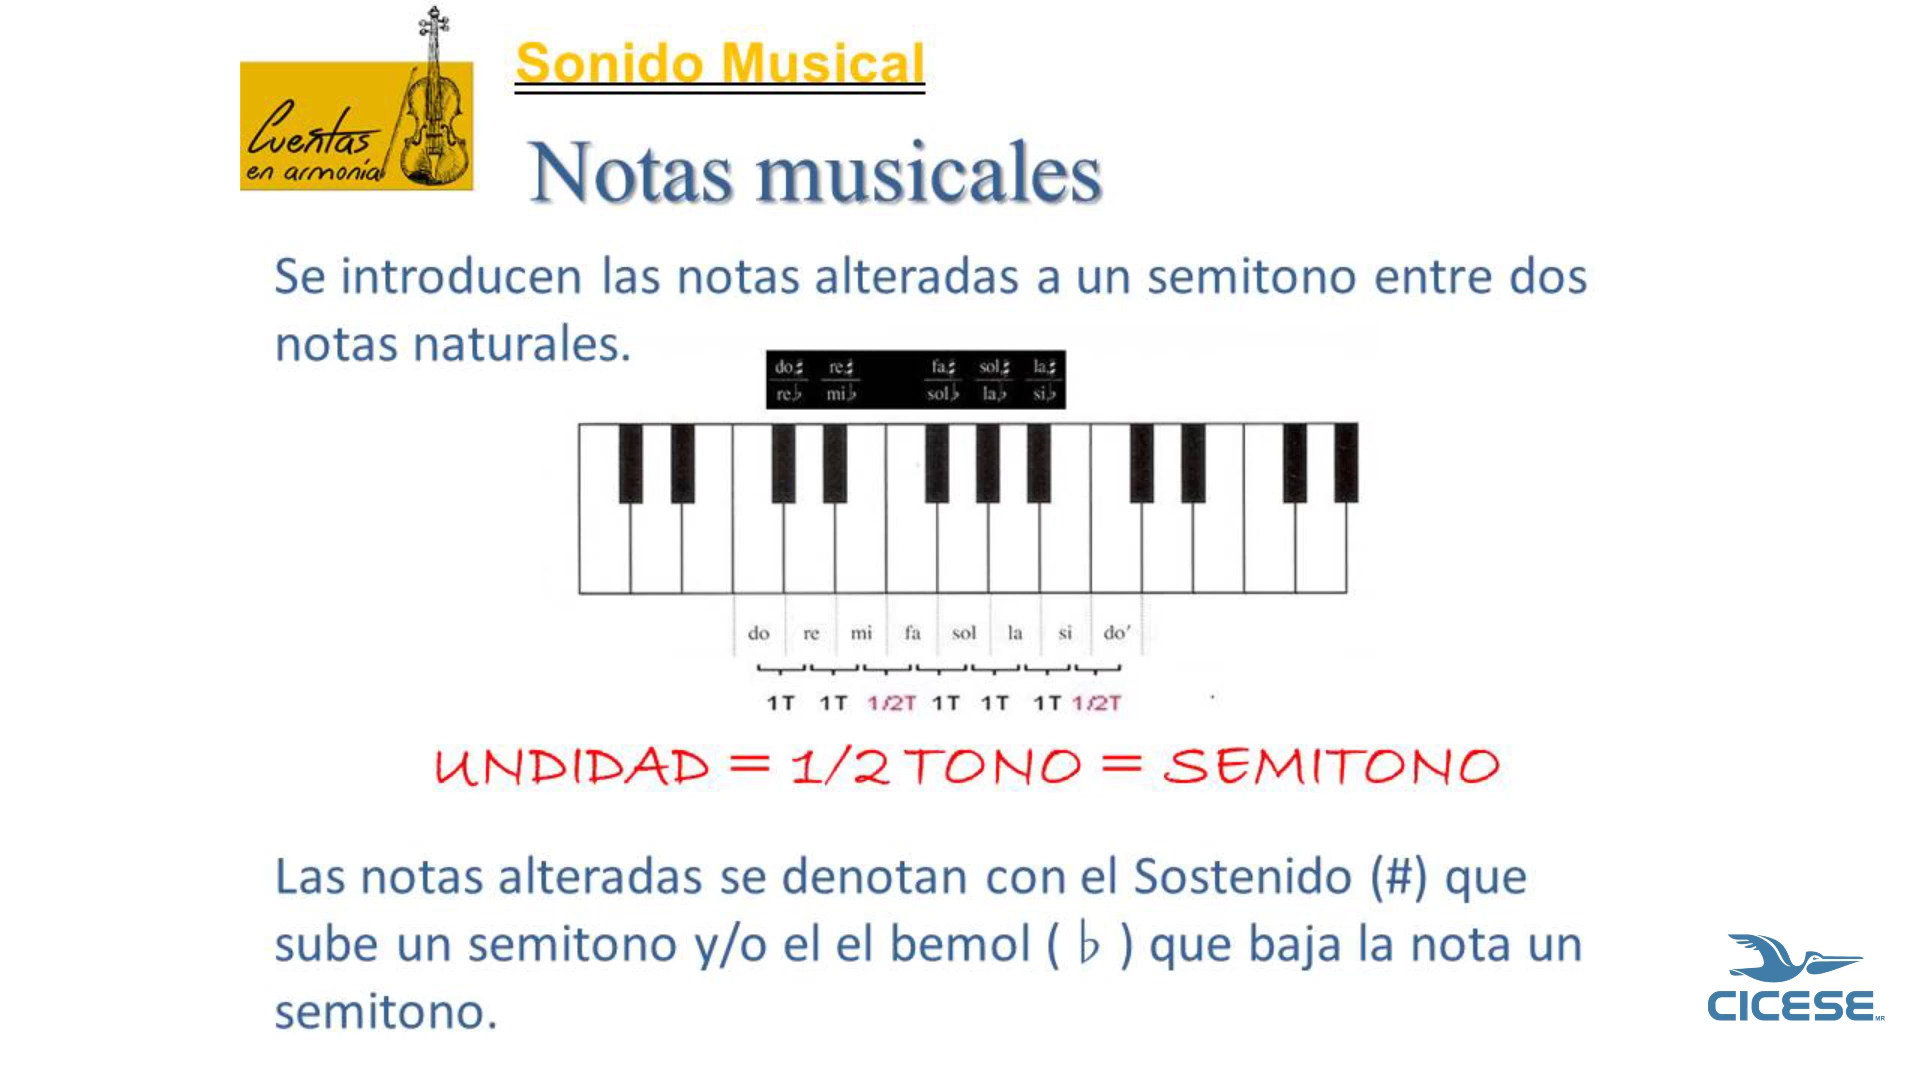 Cuentas
en armonía
Sonido Musical
Notas musicales
Se introducen las notas alteradas a un semitono entre dos
notas naturales.
do♯ re♯ fa♯ sol♯ la♯
re♭ mi♭ sol♭ la♭ si♭
do re mi fa sol la si do'
1T 1T 1/2T 1T 1T 1T 1/2T
UNDIDAD = 1/2 TONO = SEMITONO
Las notas alteradas se denotan con el Sostenido (#) que
sube un semitono y/o el el bemol ( ♭ ) que baja la nota un
semitono.
CICESE MR